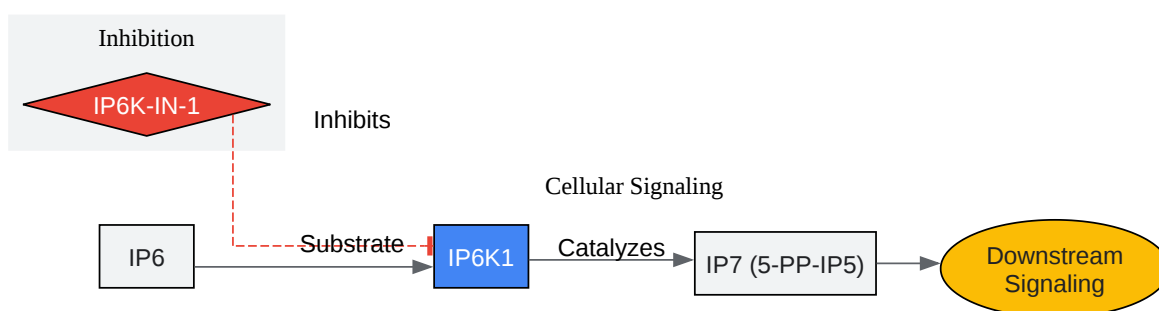 Inhibition
IP6K-IN-1
Inhibits
Cellular Signaling
IP6
Substrate
IP6K1
Catalyzes
IP7 (5-PP-IP5)
Downstream
Signaling